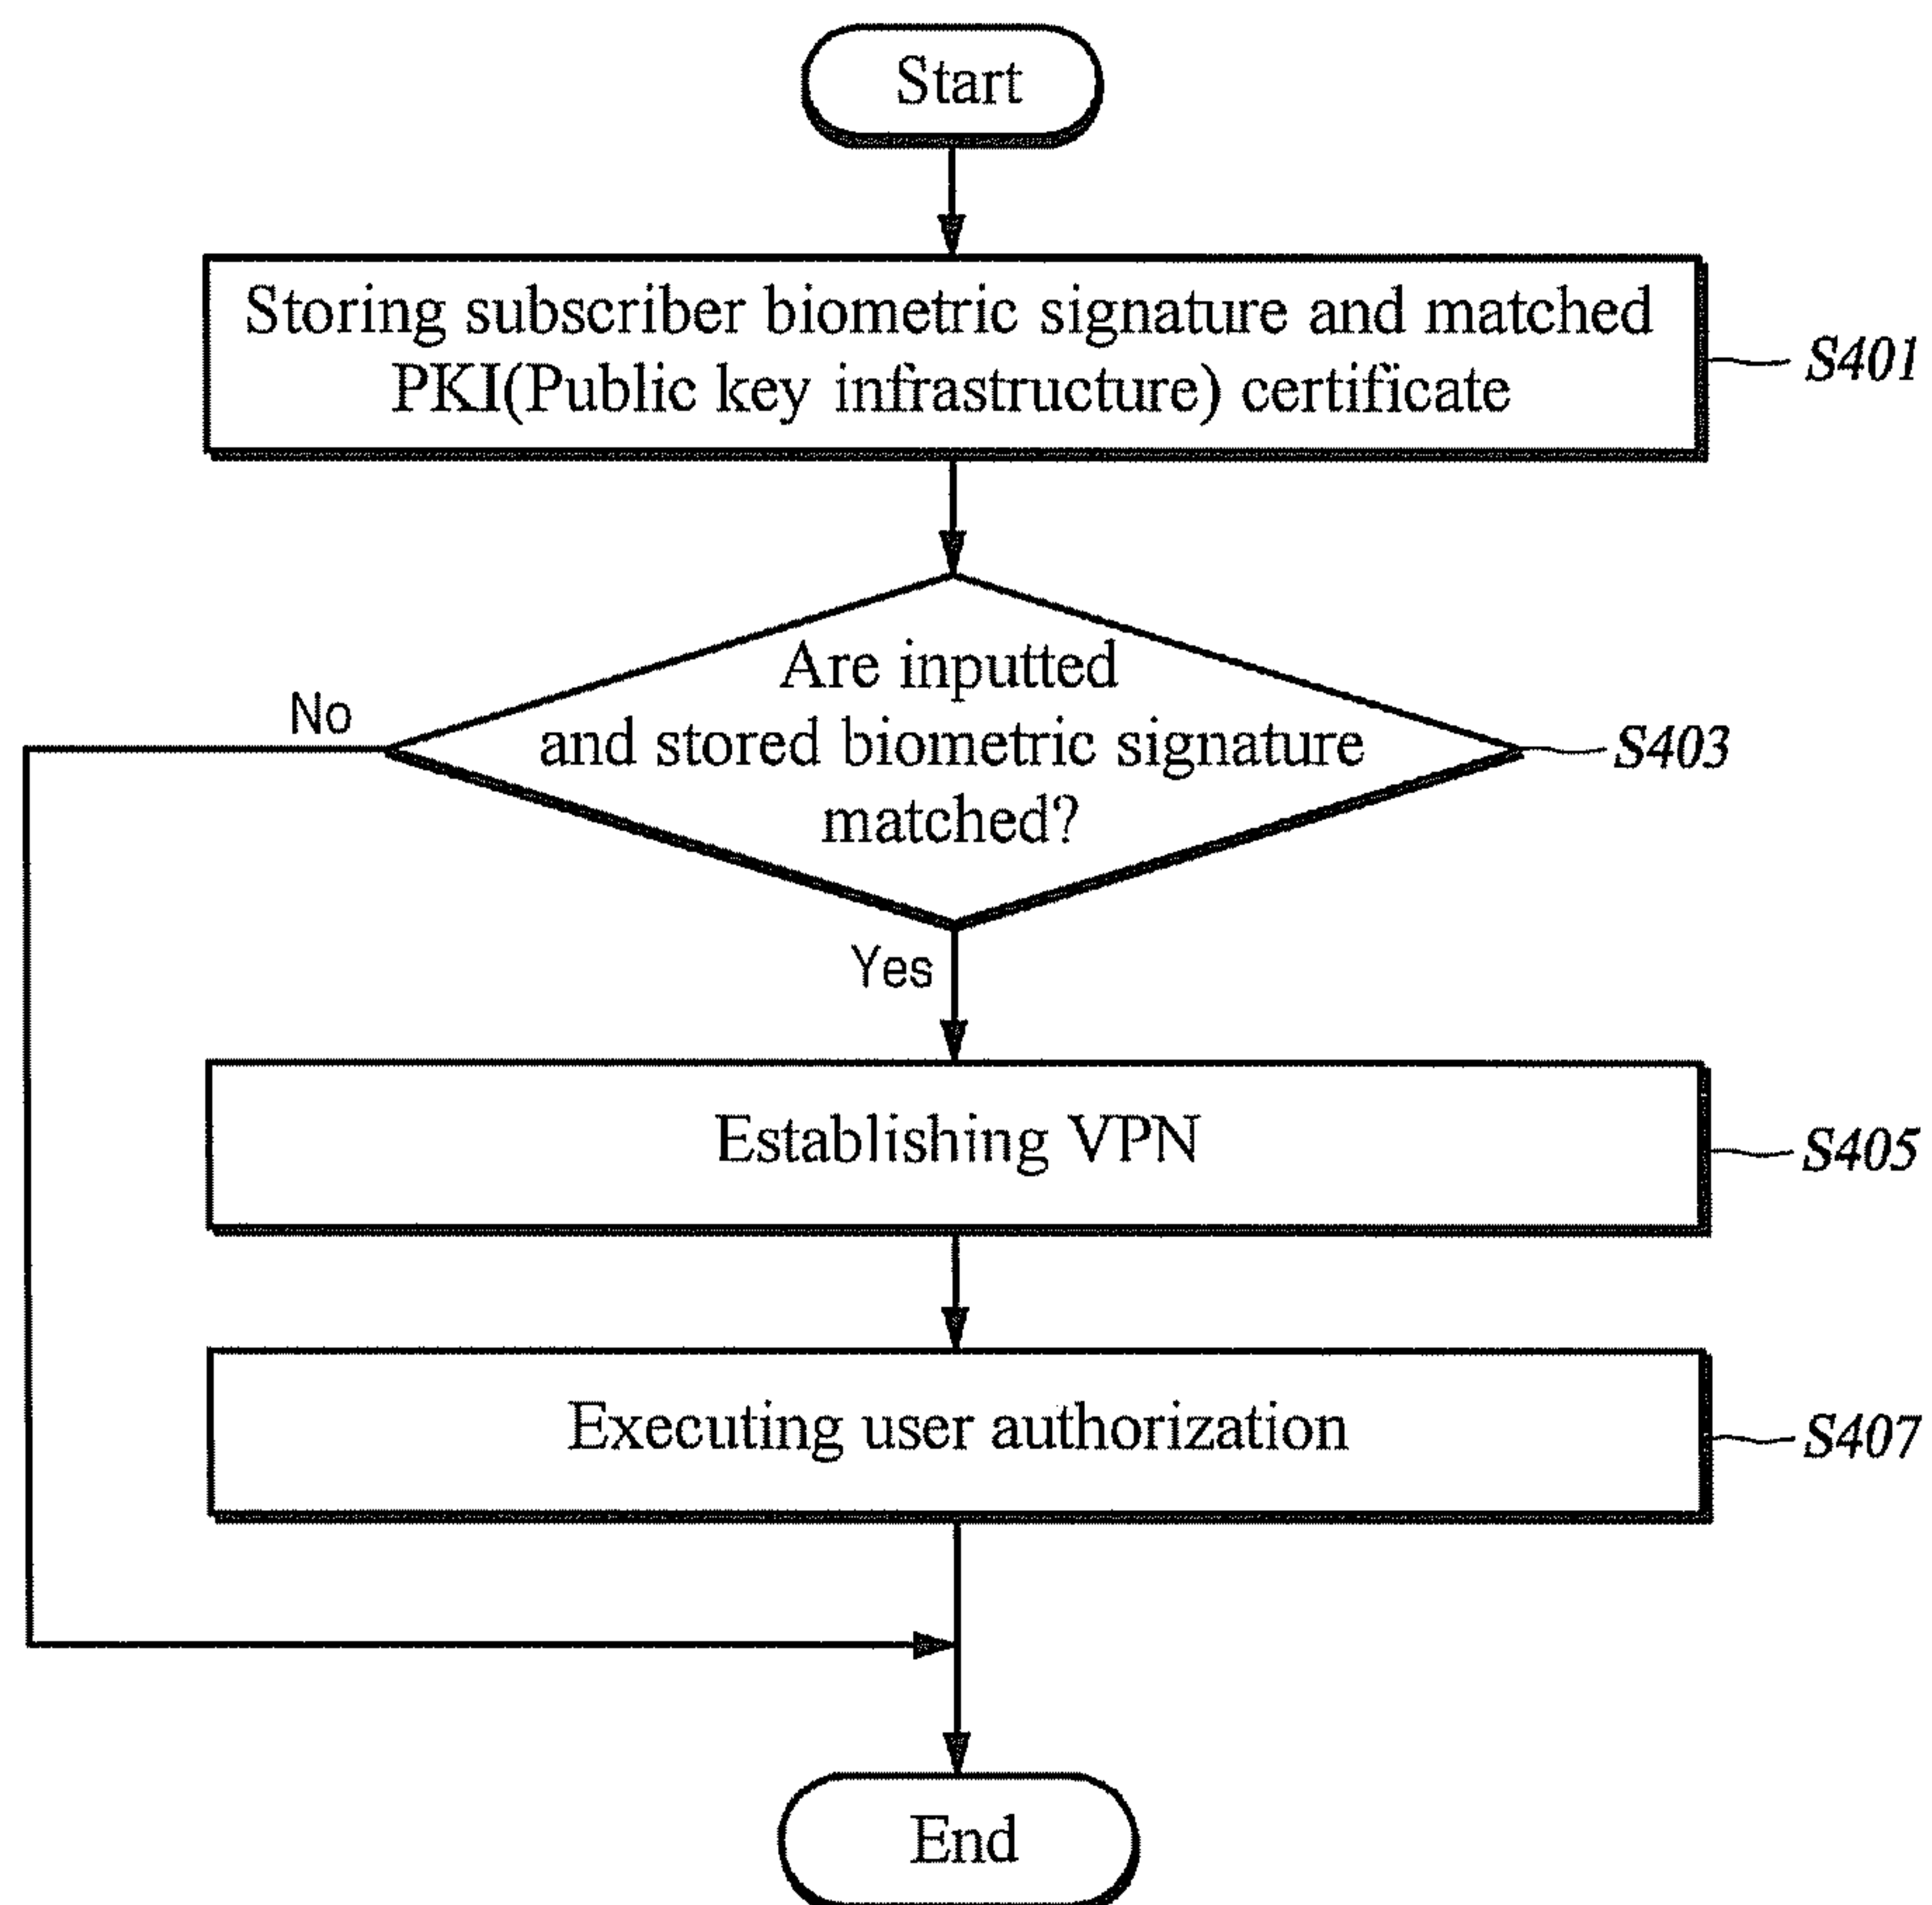 Start
Storing subscriber biometric signature and matched
PKI(Public key infrastructure) certificate
S401
Are inputted
and stored biometric signature
matched?
No
S403
Yes
Establishing VPN
S405
Executing user authorization
S407
End